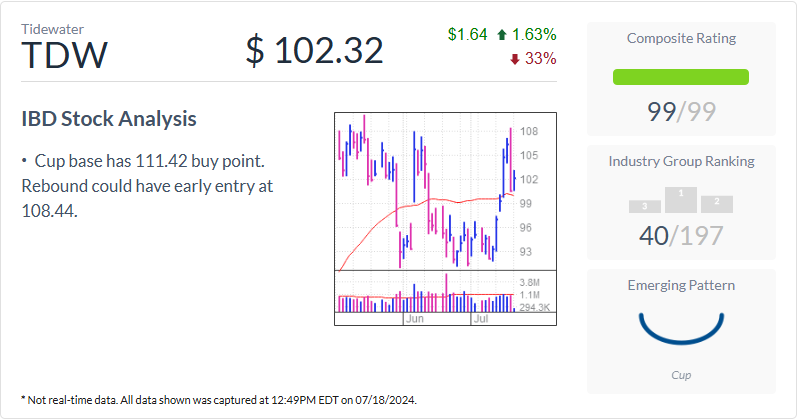 Tidewater
TDW
$ 102.32
$1.64 1.63%
33%
IBD Stock Analysis
• Cup base has 111.42 buy point.
Rebound could have early entry at
108.44.
108
105
102
99
96
93
3.8M
1.1M
294.3K
Jun Jul
Composite Rating
99/99
Industry Group Ranking
3 1 2
40/197
Emerging Pattern
Cup
* Not real-time data. All data shown was captured at 12:49PM EDT on 07/18/2024.